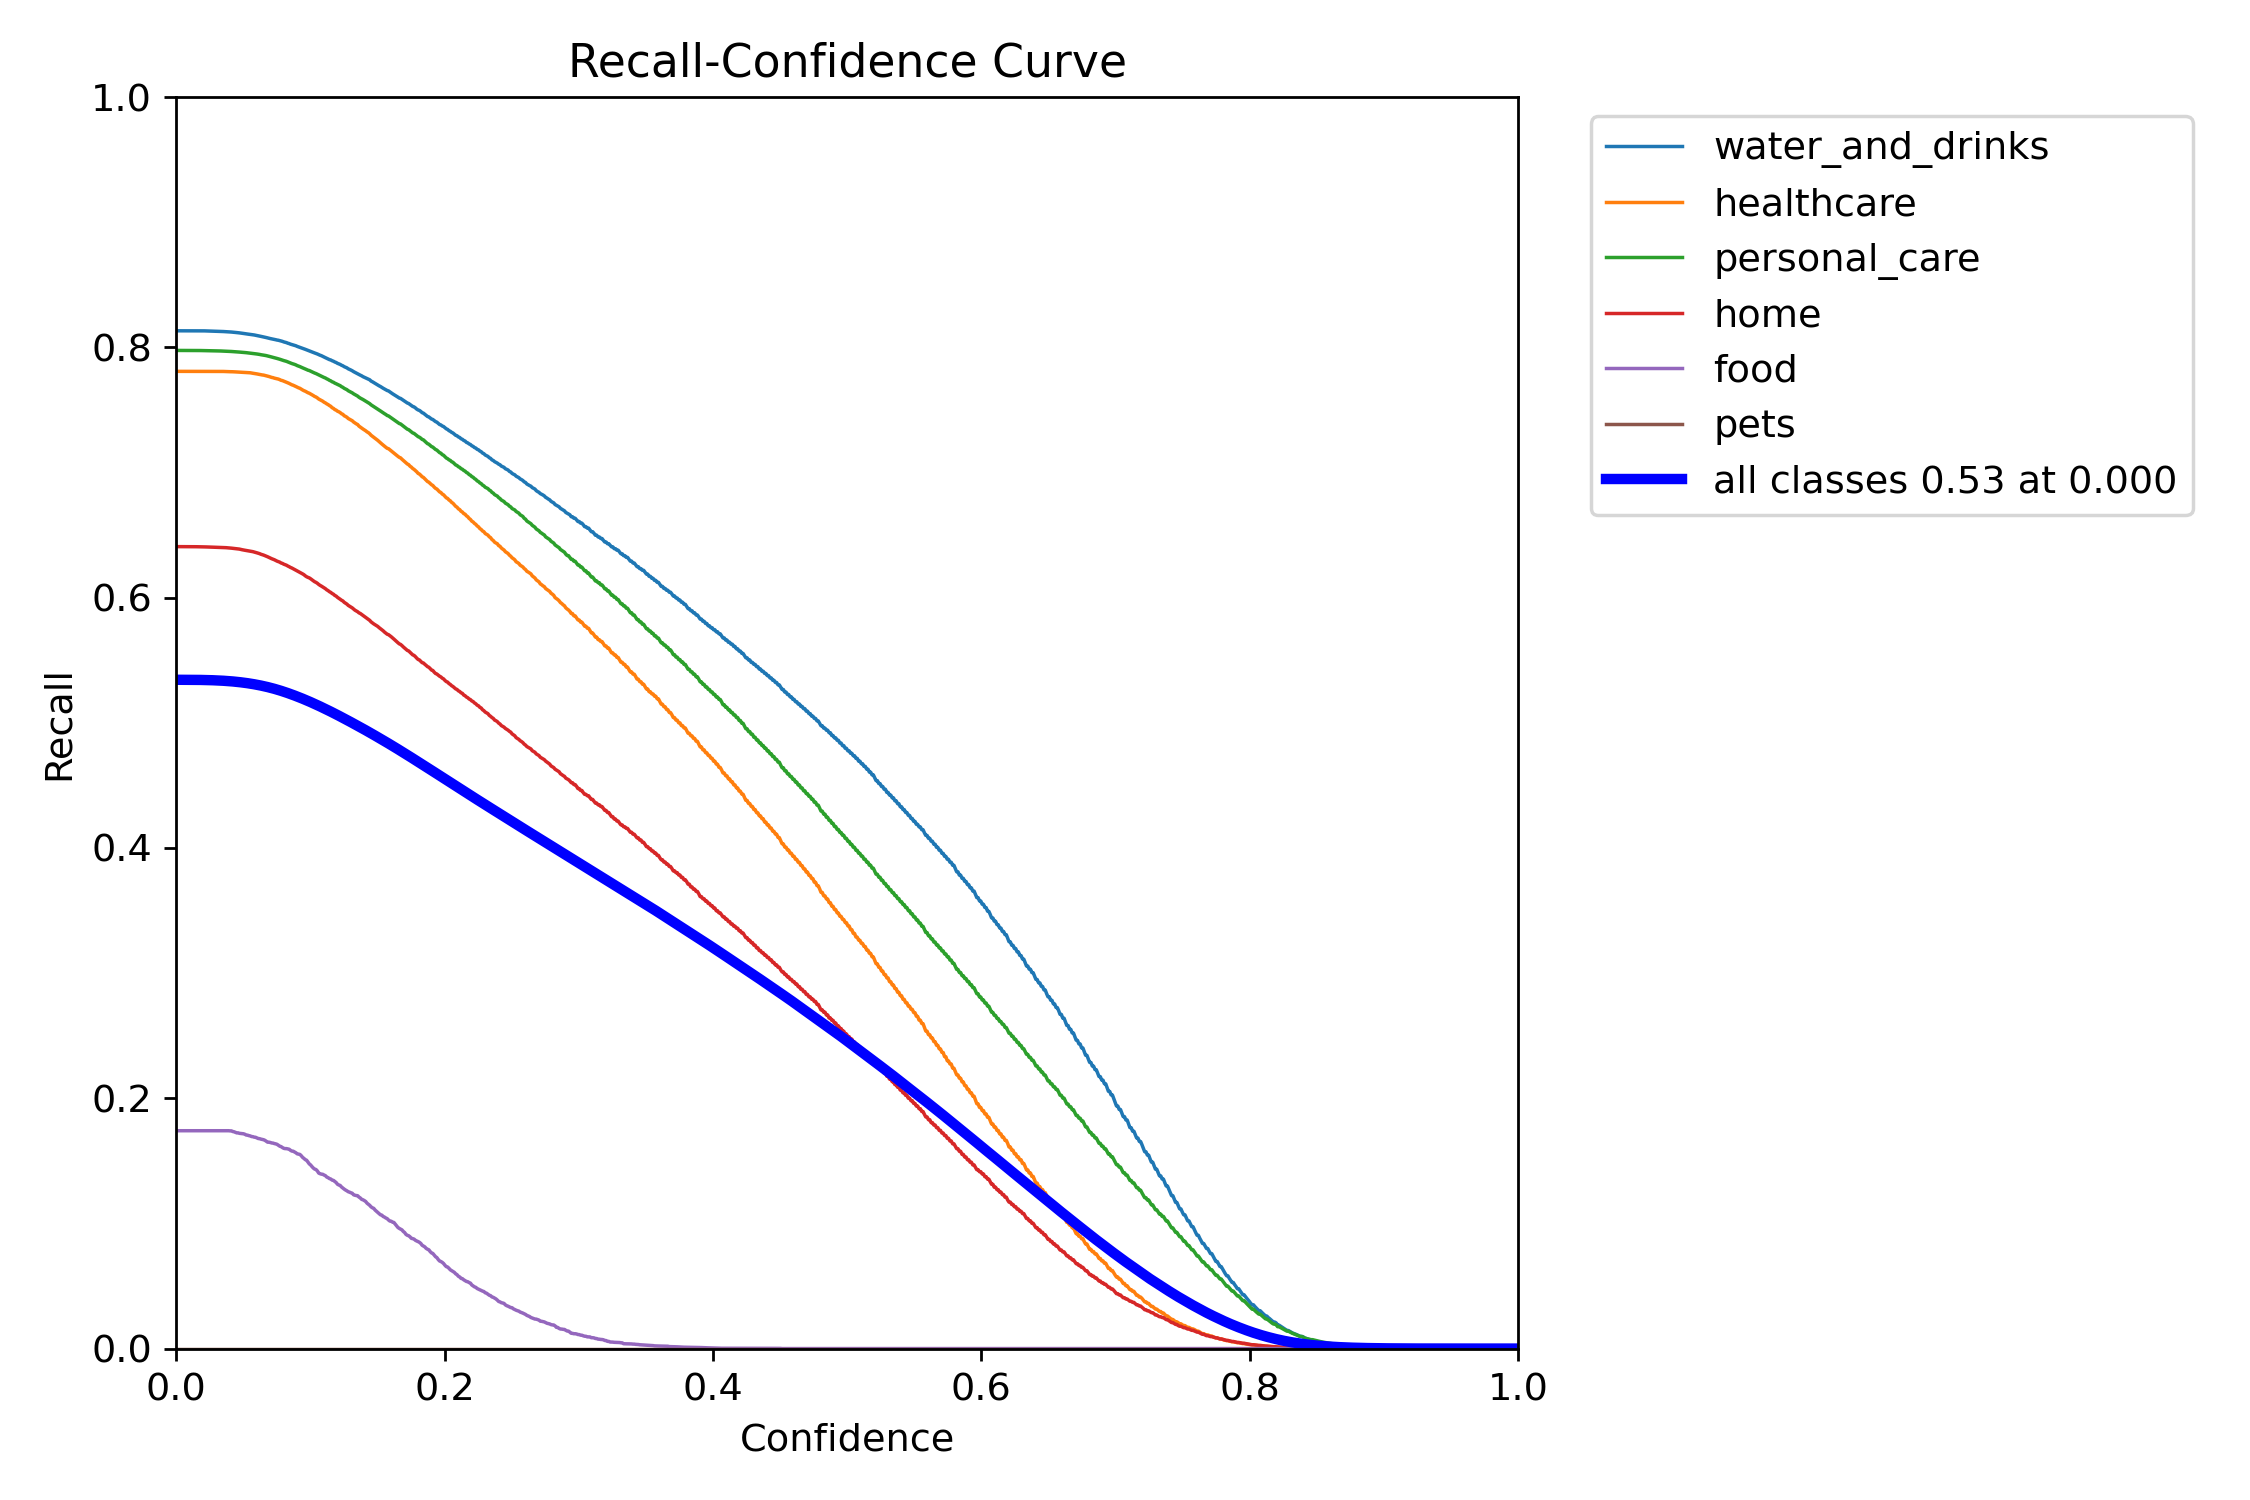 Recall-Confidence Curve
1.0
0.8
0.6
0.4
0.2
0.0
Recall
0.0 0.2 0.4 0.6 0.8 1.0
Confidence
water_and_drinks
healthcare
personal_care
home
food
pets
all classes 0.53 at 0.000